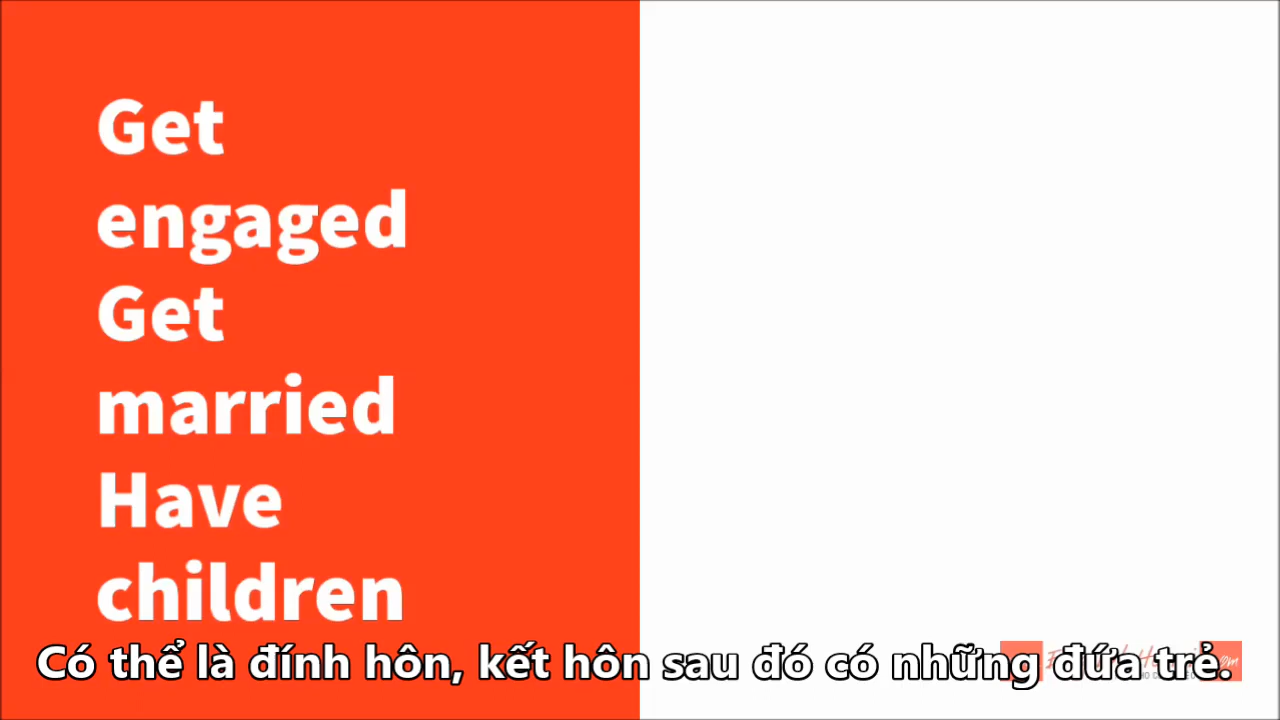 Get
engaged
Get
married
Have
children
Có thể là đính hôn, kết hôn sau đó có những đứa trẻ.